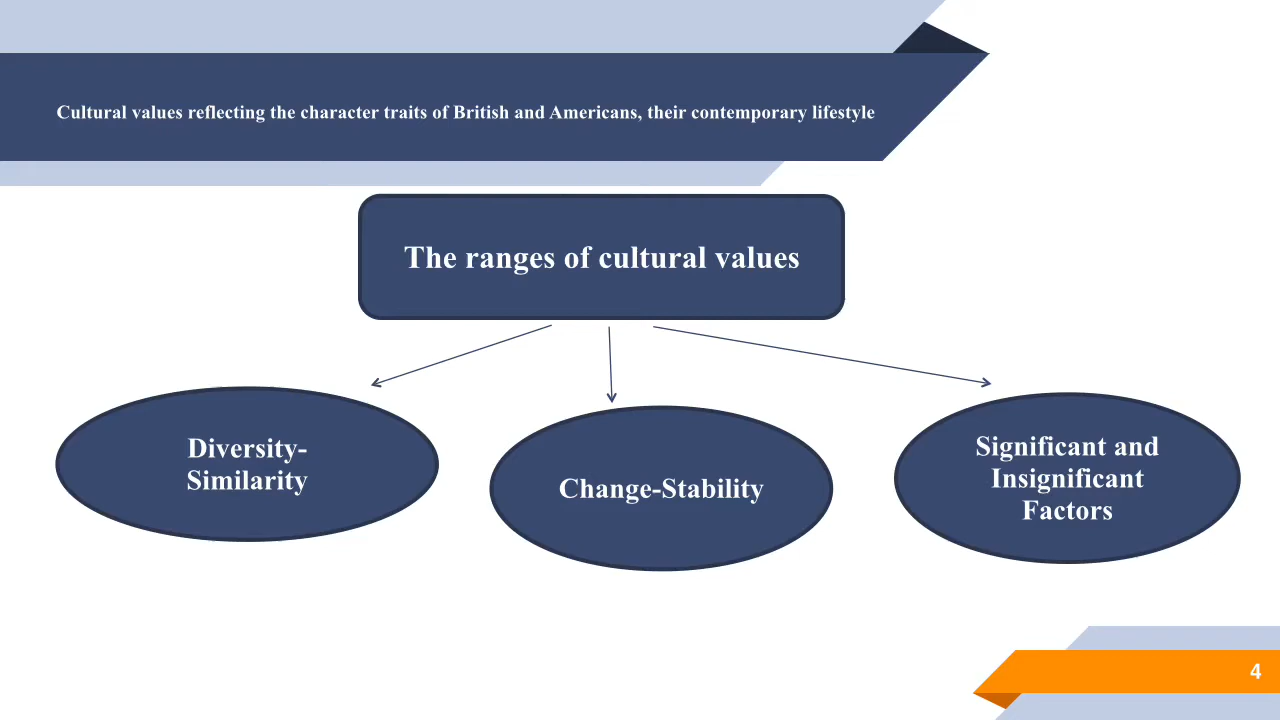 Cultural values reflecting the character traits of British and Americans, their contemporary lifestyle
The ranges of cultural values
Diversity-
Similarity
Change-Stability
Significant and
Insignificant
Factors
4